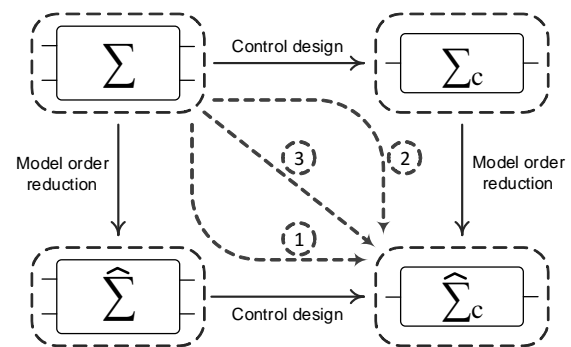 Σ
Control design
Σc
Model order
reduction
3
2
Model order
reduction
1
Σ̂
Control design
Σ̂c